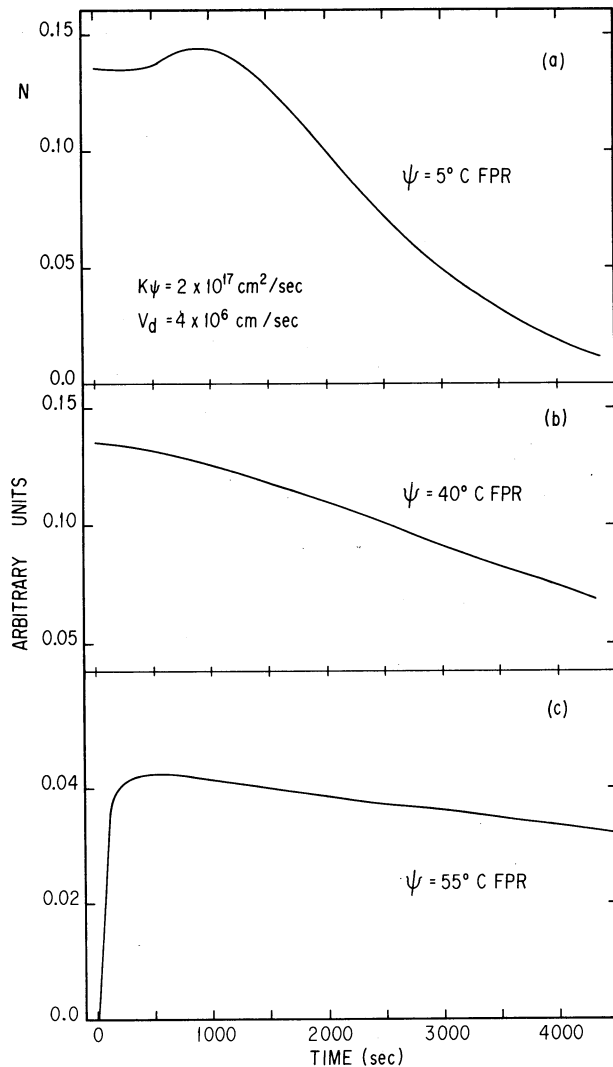 0.15
(a)
N
0.10
ψ = 5° C FPR
0.05
Kψ = 2 x 10¹⁷ cm²/sec
V_d = 4 x 10⁶ cm/sec
0.0
0.15
(b)
ψ = 40° C FPR
0.10
ARBITRARY UNITS
0.05
(c)
0.04
ψ = 55° C FPR
0.02
0.0
0 1000 2000 3000 4000
TIME (sec)